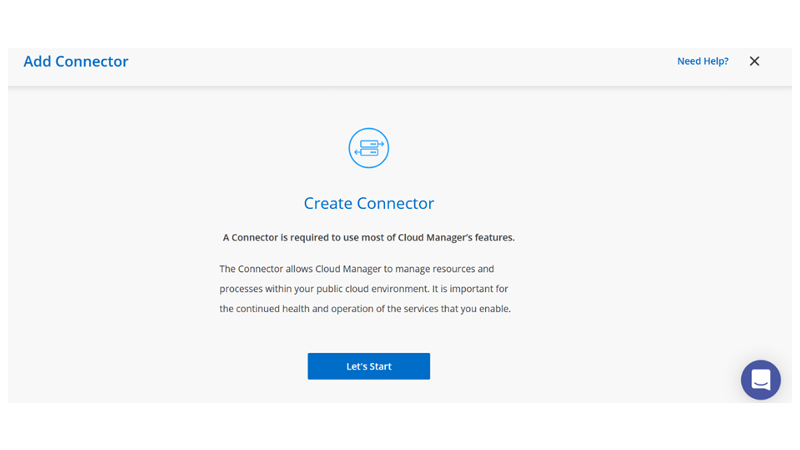 Add Connector
Need Help?
Create Connector
A Connector is required to use most of Cloud Manager's features.
The Connector allows Cloud Manager to manage resources and
processes within your public cloud environment. It is important for
the continued health and operation of the services that you enable.
Let's Start